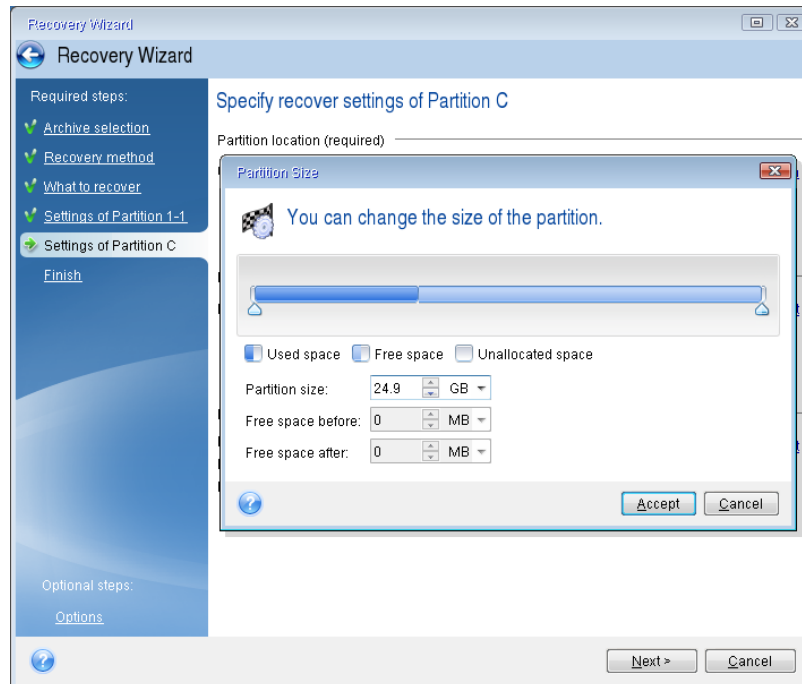 Recovery Wizard
Recovery Wizard
Required steps:
Archive selection
Recovery method
What to recover
Settings of Partition 1-1
Settings of Partition C
Finish
Optional steps:
Options
Specify recover settings of Partition C
Partition location (required)
Partition Size
You can change the size of the partition.
Used space Free space Unallocated space
Partition size: 24.9 GB
Free space before: 0 MB
Free space after: 0 MB
Accept Cancel
Next > Cancel